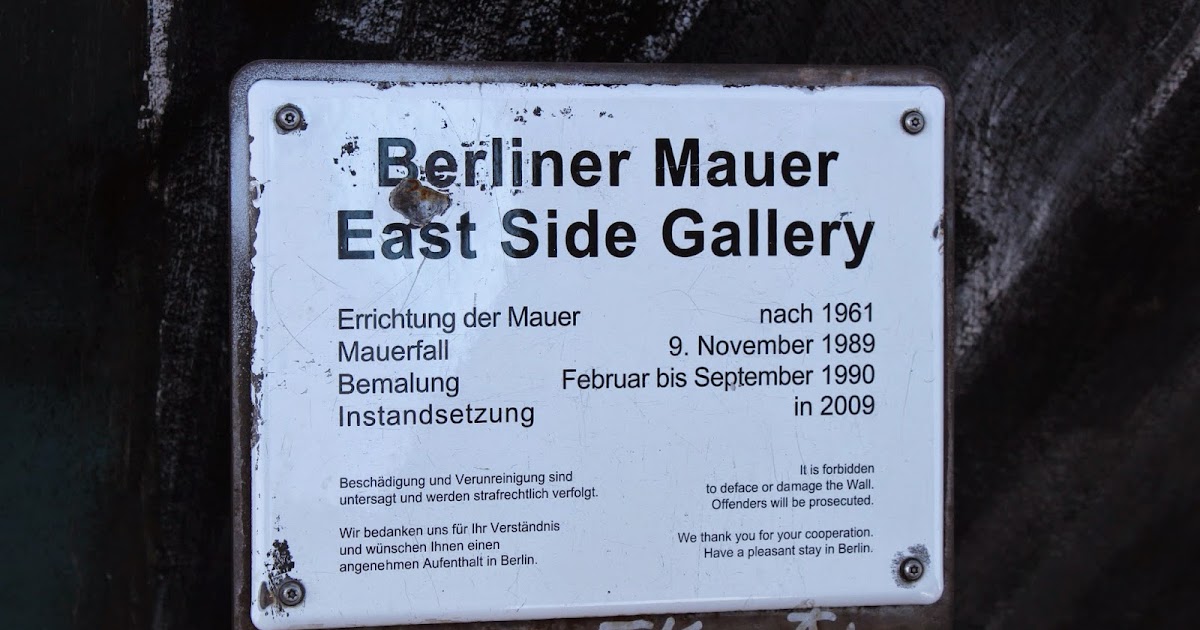 Berliner Mauer
East Side Gallery
Errichtung der Mauer nach 1961
Mauerfall 9. November 1989
Bemalung Februar bis September 1990
Instandsetzung in 2009
Beschädigung und Verunreinigung sind
untersagt und werden strafrechtlich verfolgt.
Wir bedanken uns für Ihr Verständnis
und wünschen Ihnen einen
angenehmen Aufenthalt in Berlin.
It is forbidden
to deface or damage the Wall.
Offenders will be prosecuted.
We thank you for your cooperation.
Have a pleasant stay in Berlin.